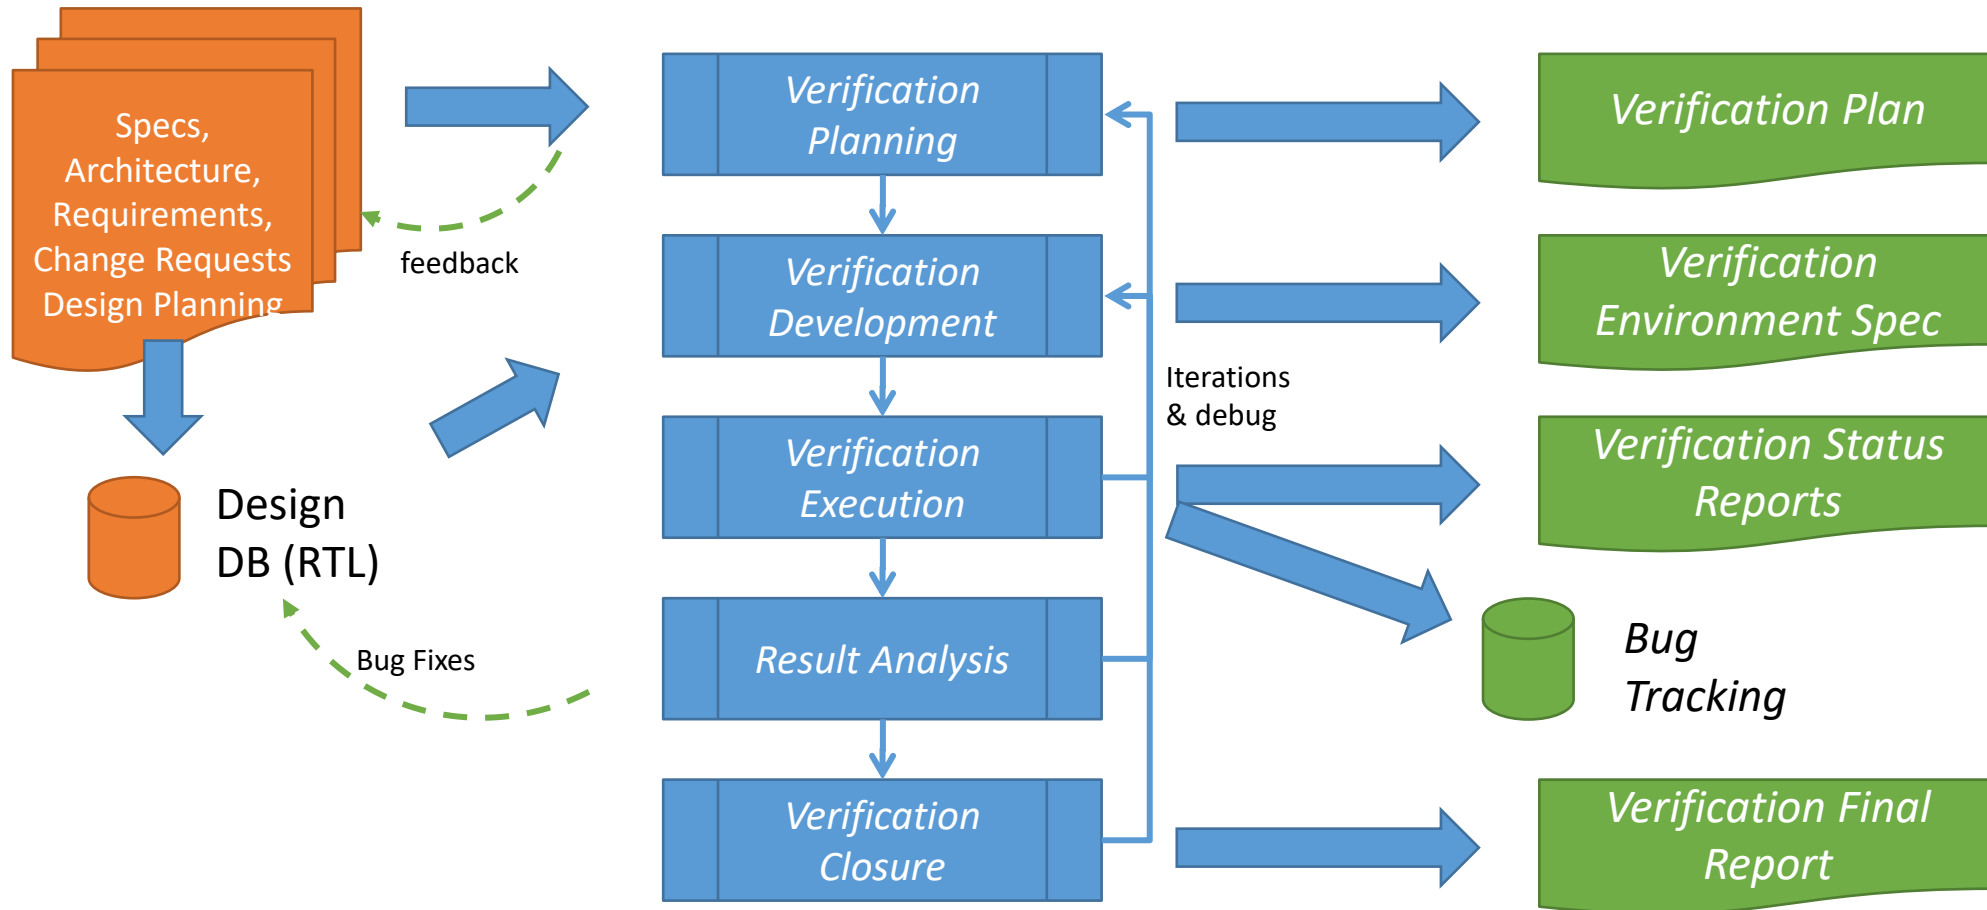 Specs,
Architecture,
Requirements,
Change Requests
Design Planning
feedback
Design
DB (RTL)
Bug Fixes
Verification
Planning
Verification
Development
Verification
Execution
Result Analysis
Verification
Closure
Iterations
& debug
Verification Plan
Verification
Environment Spec
Verification Status
Reports
Bug
Tracking
Verification Final
Report